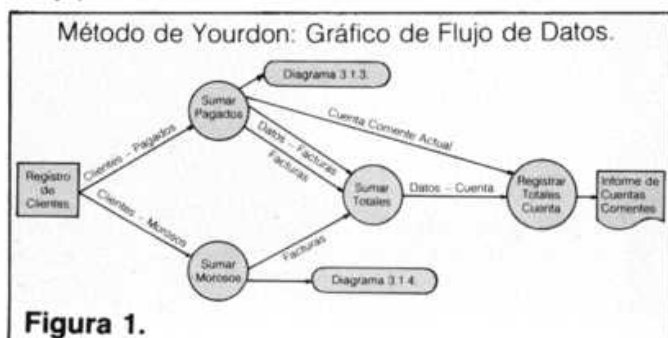 Método de Yourdon: Gráfico de Flujo de Datos.
Diagrama 3.1.3.
Sumar
Pagados
Cuenta Corriente Actual
Clientes - Pagados
Datos - Facturas
Facturas
Registro
de
Clientes
Sumar
Totales
Datos - Cuenta
Registrar
Totales
Cuenta
Informe de
Cuentas
Corrientes
Clientes - Morosos
Sumar
Morosos
Facturas
Diagrama 3.1.4.
Figura 1.